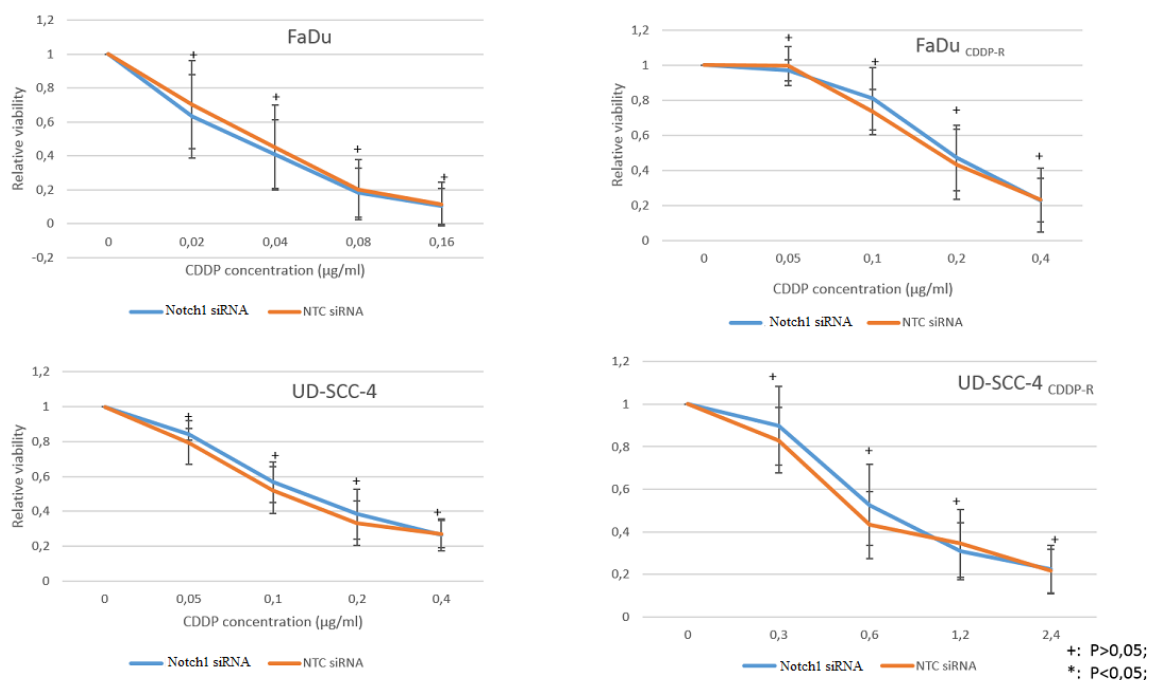 FaDu
1,2
1
0,8
0,6
0,4
0,2
0
-0,2
Relative viability
+ + + + +
0 0,02 0,04 0,08 0,16
CDDP concentration (µg/ml)
Notch1 siRNA NTC siRNA
FaDu CDDP-R
1,2
1
0,8
0,6
0,4
0,2
0
Relative viability
+ + + +
0 0,05 0,1 0,2 0,4
CDDP concentration (µg/ml)
Notch1 siRNA NTC siRNA
UD-SCC-4
1,2
1
0,8
0,6
0,4
0,2
0
Relative viability
+ + + +
0 0,05 0,1 0,2 0,4
CDDP concentration (µg/ml)
Notch1 siRNA NTC siRNA
UD-SCC-4 CDDP-R
1,2
1
0,8
0,6
0,4
0,2
0
+ + + +
0 0,3 0,6 1,2 2,4
Notch1 siRNA NTC siRNA
+: P>0,05;
*: P<0,05;